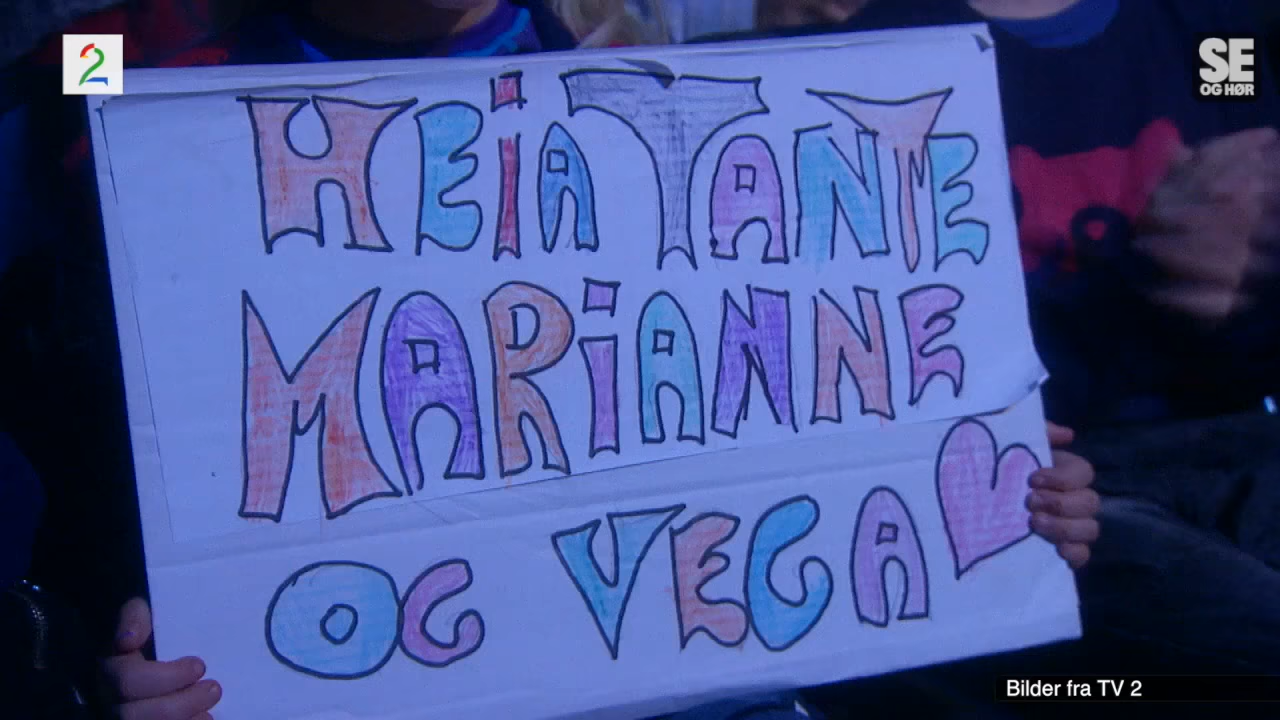 2
SE
OG HØR
HEiA TANTE
MARiANNE
OG VEGA
Bilder fra TV 2